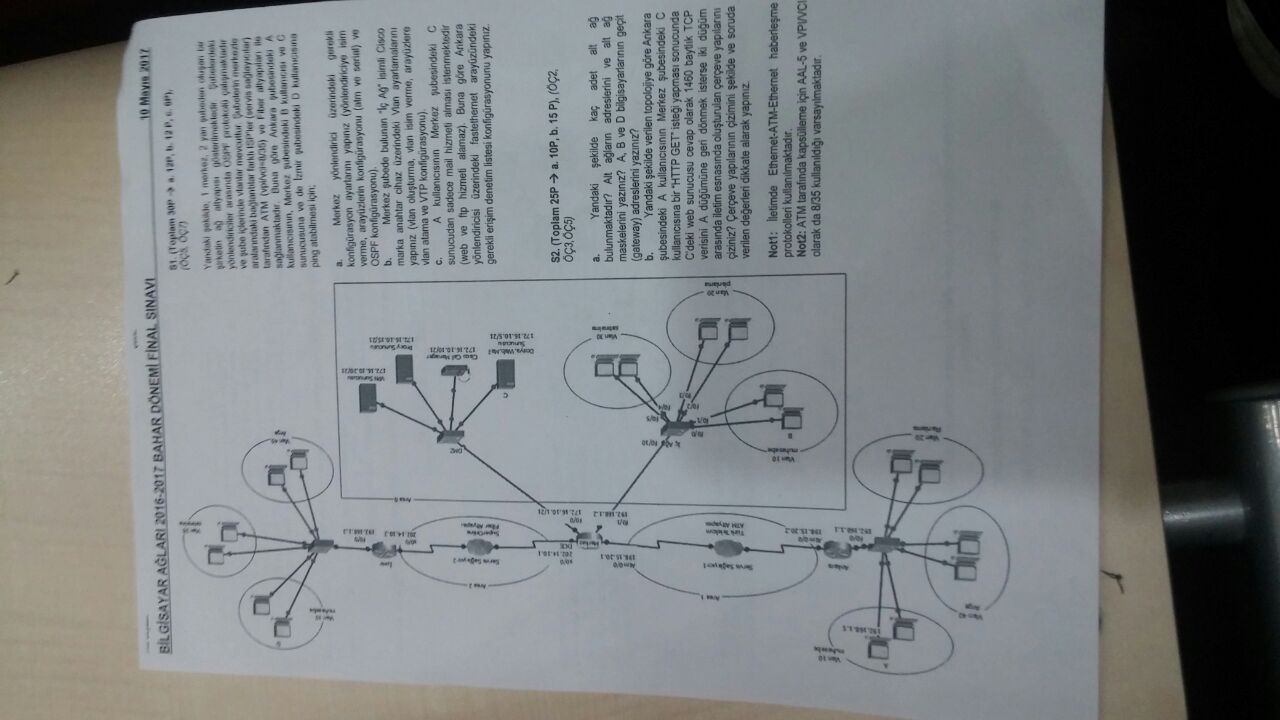 BİLGİSAYAR AĞLARI 2016-2017 BAHAR DÖNEMİ FİNAL SINAVI
10 Mayıs 2017
D
Vlan 10
muhasebe
satınalma
Vlan 40
Arge
İzmir
F0/0
192.168.1.3
s0/0
202.14.10.2
Area 2
Servis Sağlayıcı 2
SuperOnline
Fiber Altyapısı
s0/0
202.14.10.1
DCE
Merkez
Atm 0/0
198.15.20.1
F0/0
172.16.10.1/21
f0/1
192.168.1.2
Area 1
Servis Sağlayıcı 1
Türk Telekom
ATM Altyapısı
Ankara
Atm 0/0
198.15.20.2
F0/0
192.168.1.1
A
192.168.1.5
Vlan 10
muhasebe
Vlan 40
Arge
Vlan 20
Planlama
Area 0
DMZ
VPN Sunucusu
172.16.10.20/21
Proxy Sunucusu
172.16.10.15/21
Cisco Call Manager
172.16.10.10/21
C
Dosya, Web, Mail
Sunucusu
172.16.10.5/21
İç Ağ
F0/10
f0/0
f0/1
F0/2
F0/3
F0/4
F0/5
B
Vlan 10
muhasebe
Vlan 30
satınalma
Vlan 20
planlama
S1. (Toplam 30P → a. 12P, b. 12 P, c. 6P),
(ÖÇ3, ÖÇ7)
Yandaki şekilde, 1 merkez, 2 yan şubeden oluşan bir
şirketin ağ altyapısı gösterilmektedir. Şubelerdeki
yönlendiriciler arasında OSPF protokolü çalışmaktadır
ve şube içlerinde vlanlar mevcuttur. Şubelerin merkezle
aralarındaki bağlantılar farklı ISP'ler (servis sağlayıcılar)
tarafından ATM (vpi/vci=8/35) ve Fiber altyapıları ile
sağlanmaktadır. Buna göre Ankara şubesindeki A
kullanıcısının, Merkez şubesindeki B kullanıcısı ve C
sunucusuna ve de İzmir şubesindeki D kullanıcısına
ping atabilmesi için;
a. Merkez yönlendirici üzerindeki gerekli
konfigürasyon ayarlarını yapınız (yönlendiriciye isim
verme, arayüzlerin konfigürasyonu (atm ve serial) ve
OSPF konfigürasyonu).
b. Merkez şubede bulunan "İç Ağ" isimli Cisco
marka anahtar cihaz üzerindeki Vlan ayarlamalarını
yapınız (vlan oluşturma, vlan isim verme, arayüzlere
vlan atama ve VTP konfigürasyonu).
c. A kullanıcısının Merkez şubesindeki C
sunucudan sadece mail hizmeti alması istenmektedir
(web ve ftp hizmeti alamaz). Buna göre Ankara
yönlendiricisi üzerindeki fastethernet arayüzündeki
gerekli erişim denetim listesi konfigürasyonunu yapınız.
S2. (Toplam 25P → a. 10P, b. 15 P), (ÖÇ2,
ÖÇ3,ÖÇ5)
a. Yandaki şekilde kaç adet alt ağ
bulunmaktadır? Alt ağların adreslerini ve alt ağ
maskelerini yazınız? A, B ve D bilgisayarlarının geçit
(gateway) adreslerini yazınız?
b. Yandaki şekilde verilen topolojiye göre Ankara
şubesindeki A kullanıcısının Merkez şubesindeki C
kullanıcısına bir "HTTP GET" isteği yapması sonucunda
C'deki web sunucusu cevap olarak 1460 baytlık TCP
verisini A düğümüne geri dönmek isterse iki düğüm
arasında iletim esnasında oluşturulan çerçeve yapılarını
çiziniz? Çerçeve yapılarının çizimini şekilde ve soruda
verilen değerleri dikkate alarak yapınız.
Not1: İletimde Ethernet-ATM-Ethernet haberleşme
protokolleri kullanılmaktadır.
Not2: ATM tarafında kapsülleme için AAL-5 ve VPI/VCI
olarak da 8/35 kullanıldığı varsayılmaktadır.